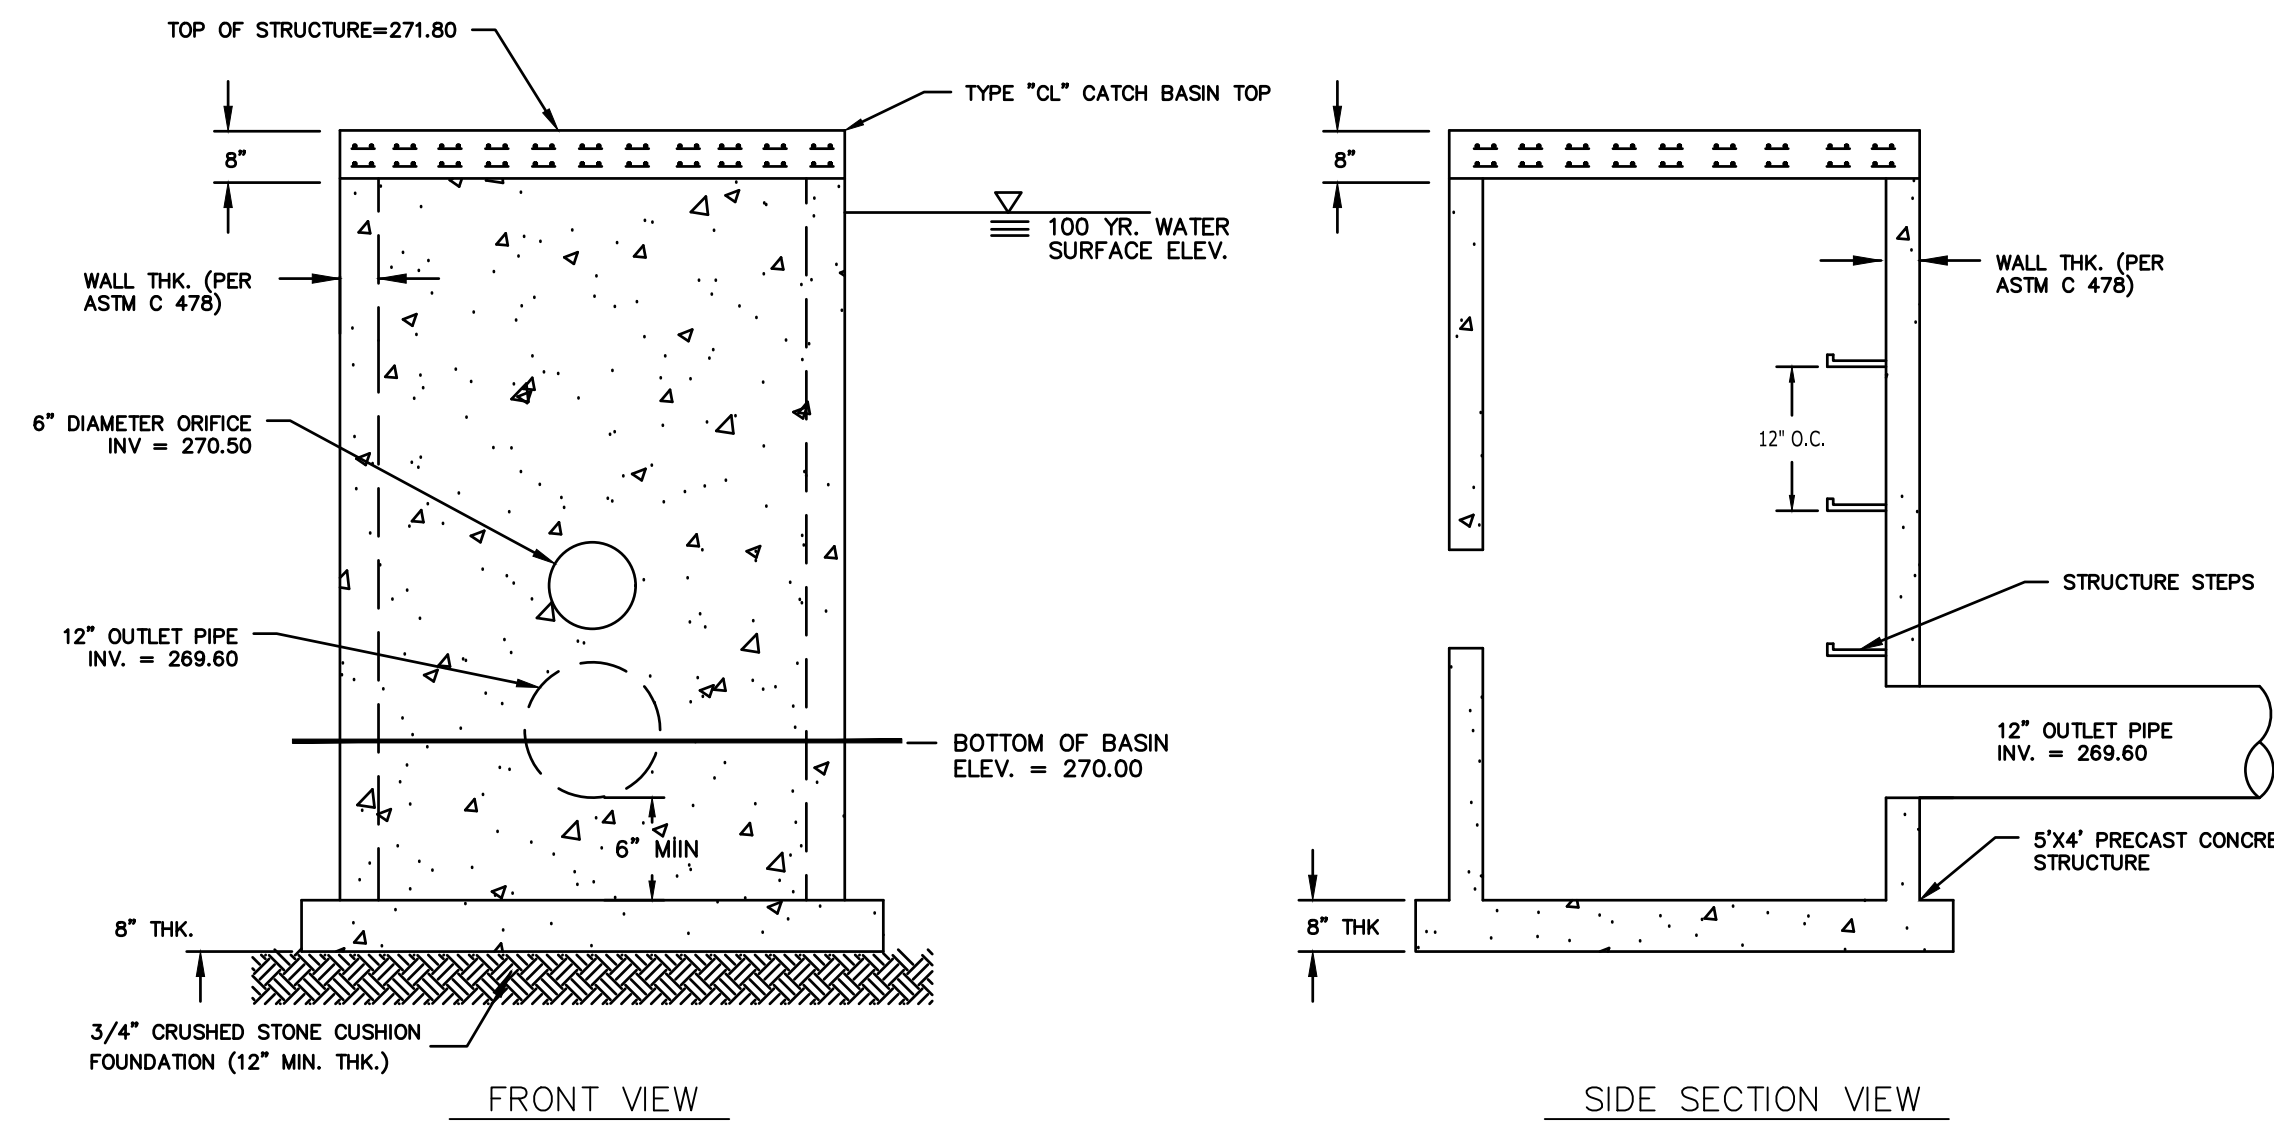 TOP OF STRUCTURE=271.80
TYPE "CL" CATCH BASIN TOP
8"
100 YR. WATER
SURFACE ELEV.
WALL THK. (PER
ASTM C 478)
6" DIAMETER ORIFICE
INV = 270.50
12" OUTLET PIPE
INV. = 269.60
BOTTOM OF BASIN
ELEV. = 270.00
6" MIIN
8" THK.
3/4" CRUSHED STONE CUSHION
FOUNDATION (12" MIN. THK.)
FRONT VIEW
8"
WALL THK. (PER
ASTM C 478)
12" O.C.
STRUCTURE STEPS
12" OUTLET PIPE
INV. = 269.60
5'X4' PRECAST CONCRE
STRUCTURE
8" THK
SIDE SECTION VIEW